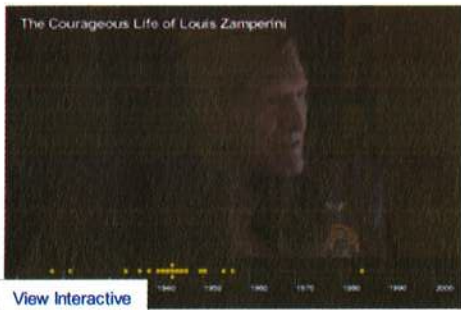 The Courageous Life of Louis Zamperini
1940 1950 1960 1970 1980 1990 2000
View Interactive